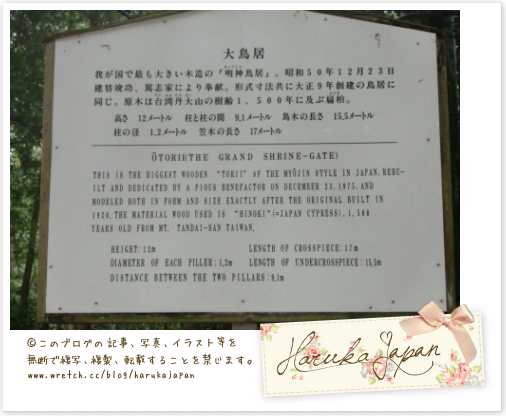 大鳥居
我が国で最も大きい木造の『明神鳥居』。昭和50年12月23日
建替竣功、篤志家により奉献。形式寸法共に大正9年創建の鳥居に
同じ。原木は台湾丹大山の樹齢1,500年に及ぶ扁柏。
高さ 12メートル 柱と柱の間 9.1メートル 島木の長さ 15.5メートル
柱の径 1.2メートル 笠木の長さ 17メートル
ŌTORII(THE GRAND SHRINE-GATE)
THIS IS THE BIGGEST WOODEN "TORII" OF THE MYŌJIN STYLE IN JAPAN, REBU-
ILT AND DEDICATED BY A PIOUS BENEFACTOR ON DECEMBER 23,1975,AND
MODELED BOTH IN FORM AND SIZE EXACTLY AFTER THE ORIGINAL BUILT IN
1920.THE MATERIAL WOOD USED IS "HINOKI"(=JAPAN CYPRESS), 1,500
YEARS OLD FROM MT. TANDAI-SAN TAIWAN.
HEIGHT:12m LENGTH OF CROSSPIECE:17m
DIAMETER OF EACH PILLER:1.2m LENGTH OF UNDERCROSSPIECE:15.5m
DISTANCE BETWEEN THE TWO PILLARS:9.1m
©このブログの記事、写真、イラスト等を
無断で複写、複製、転載することを禁じます。
www.wretch.cc/blog/harukajapan
Haruka Japan